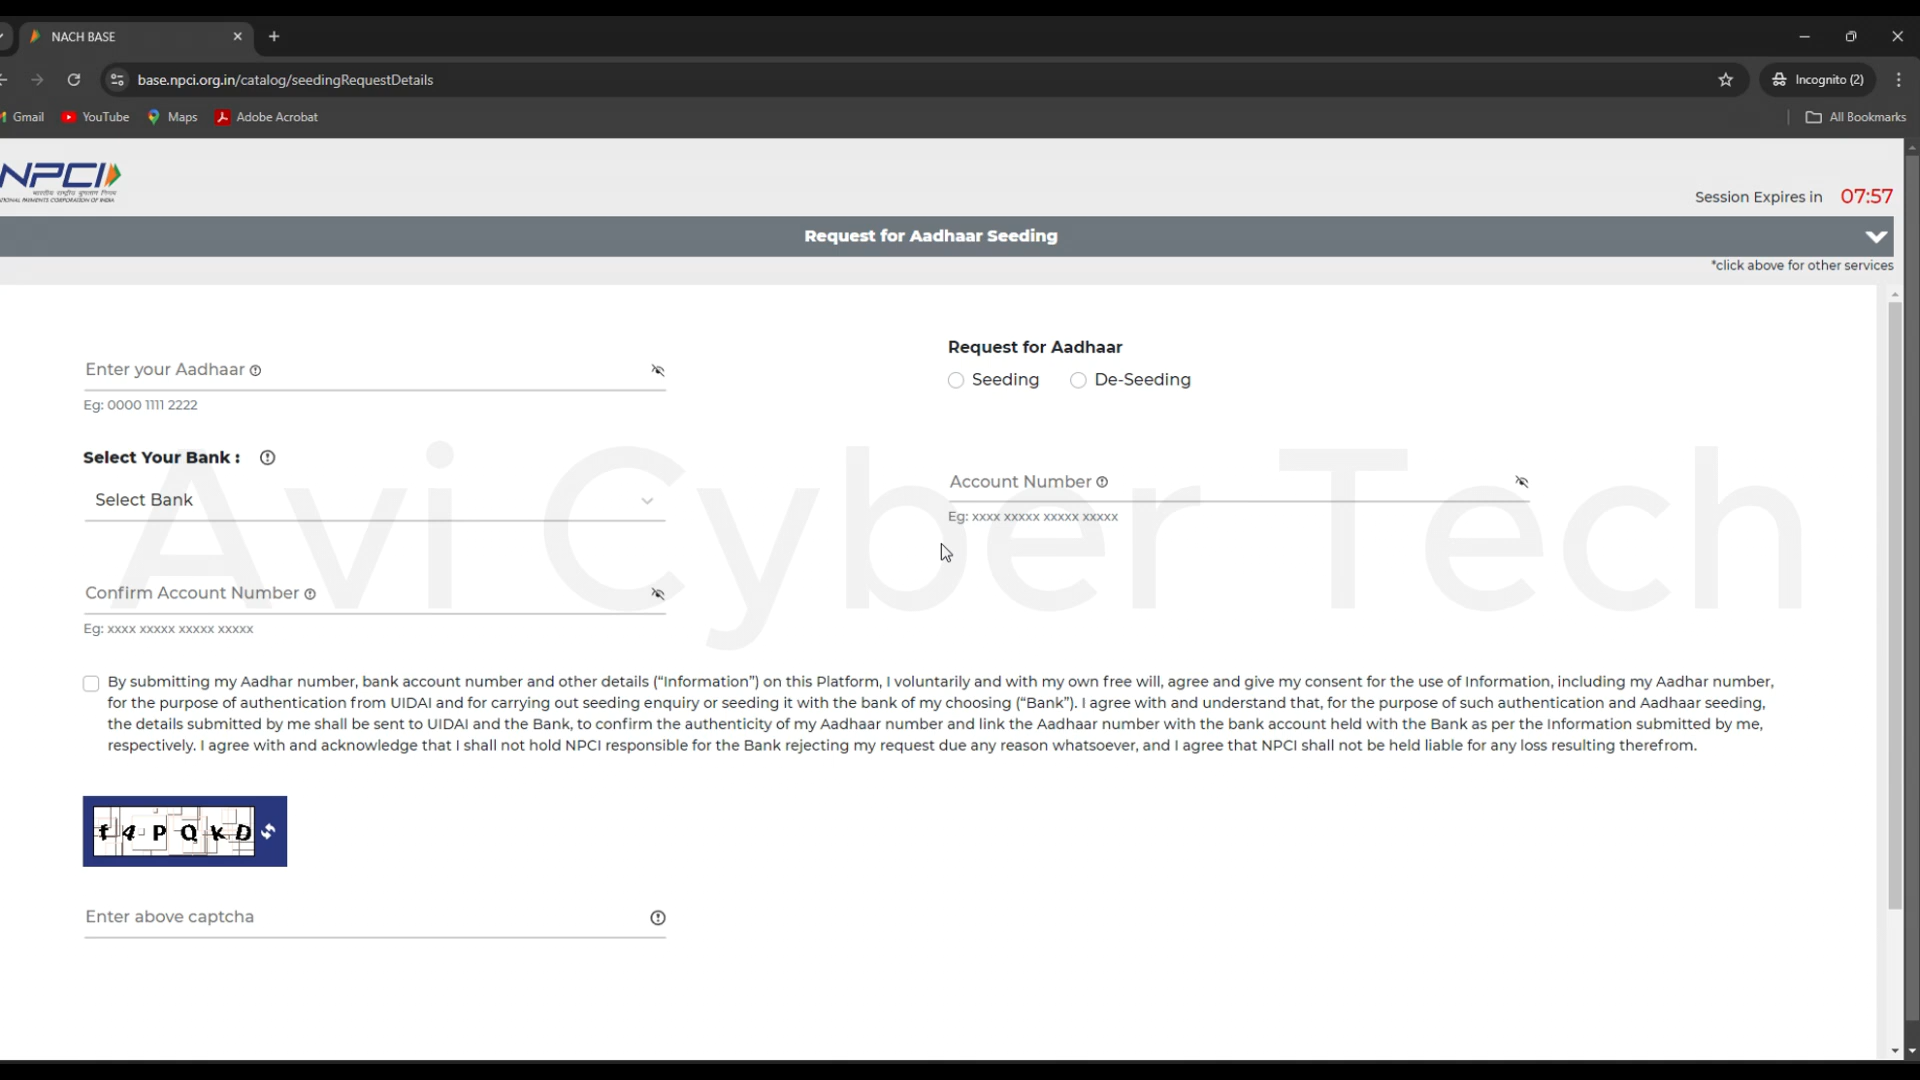 NACH BASE
base.npci.org.in/catalog/seedingRequestDetails
Incognito (2)
Gmail
YouTube
Maps
Adobe Acrobat
All Bookmarks
NPCI
Session Expires in 07:57
Request for Aadhaar Seeding
*click above for other services
Request for Aadhaar
Enter your Aadhaar
Seeding
De-Seeding
Eg: 0000 1111 2222
Select Your Bank :
Account Number
Select Bank
Eg: xxxx xxxxx xxxxx xxxxx
Avi Cyber Tech
Confirm Account Number
Eg: xxxx xxxxx xxxxx xxxxx
By submitting my Aadhar number, bank account number and other details (“Information”) on this Platform, I voluntarily and with my own free will, agree and give my consent for the use of Information, including my Aadhar number,
for the purpose of authentication from UIDAI and for carrying out seeding enquiry or seeding it with the bank of my choosing (“Bank”). I agree with and understand that, for the purpose of such authentication and Aadhaar seeding,
the details submitted by me shall be sent to UIDAI and the Bank, to confirm the authenticity of my Aadhaar number and link the Aadhaar number with the bank account held with the Bank as per the Information submitted by me,
respectively. I agree with and acknowledge that I shall not hold NPCI responsible for the Bank rejecting my request due any reason whatsoever, and I agree that NPCI shall not be held liable for any loss resulting therefrom.
t4PQkD
Enter above captcha